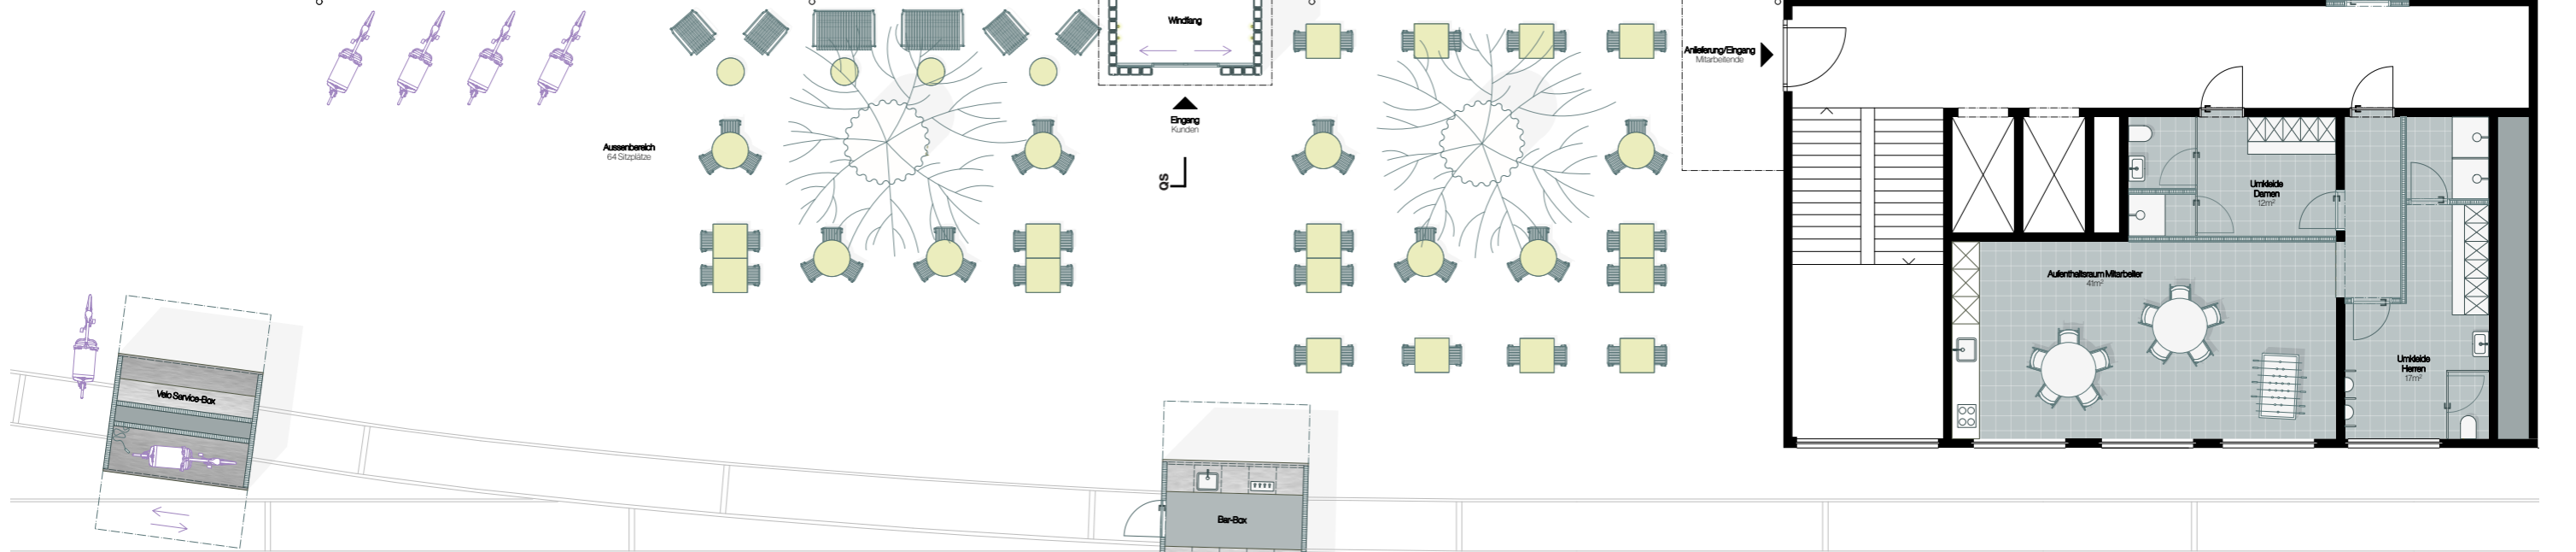 Windfang
Anlieferung/Eingang
Mitarbeitende
Eingang
Kunden
Aussenbereich
64 Sitzplätze
QS
Umkleide
Damen
12m²
Aufenthaltsraum Mitarbeiter
41m²
Umkleide
Herren
17m²
Velo Service-Box
Bar-Box